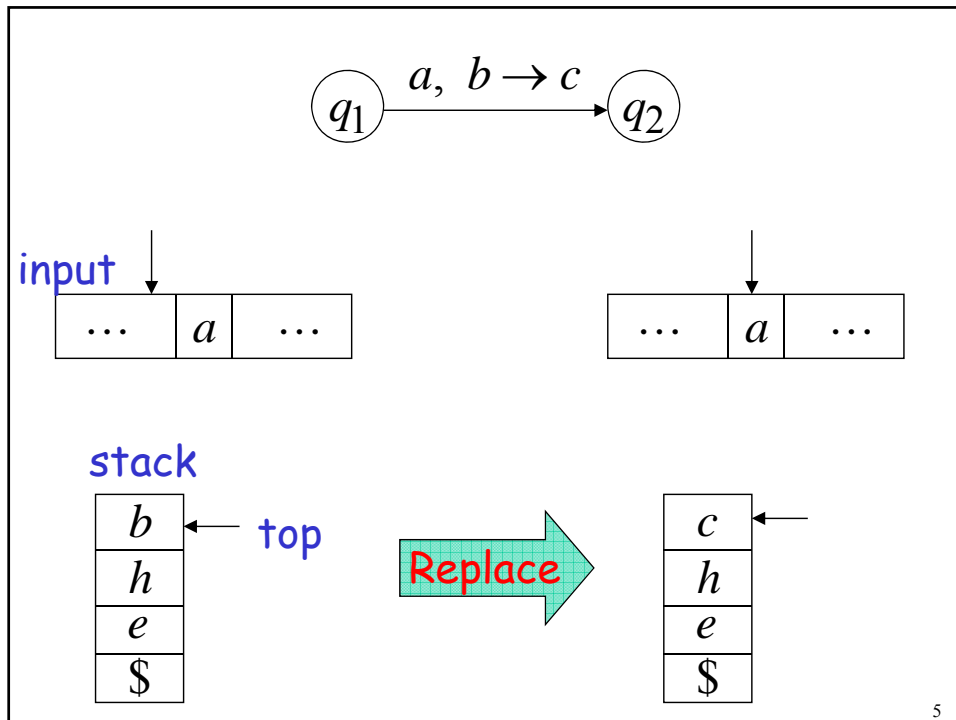 a, b → c
q1 q2
input
⋯ a ⋯ ⋯ a ⋯
stack
b top c
h h
Replace
e e
$ $
5